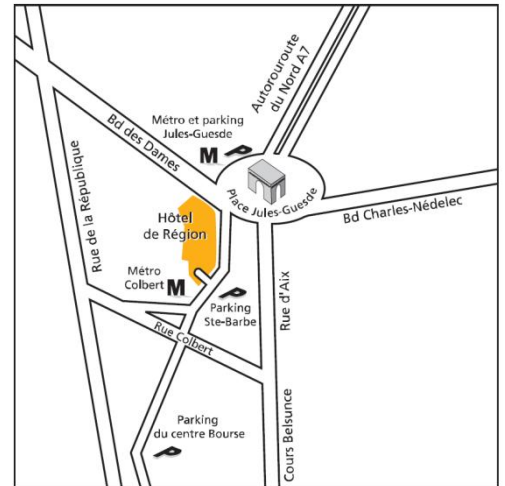 Autorouroute
du Nord A7
Métro et parking
Jules-Guesde
M P
Bd des Dames
Place Jules-Guesde
Bd Charles-Nédelec
Rue de la République
Hôtel
de Région
Métro
Colbert M
P
Parking
Ste-Barbe
Rue d'Aix
Rue Colbert
Parking
du centre Bourse
P
Cours Belsunce